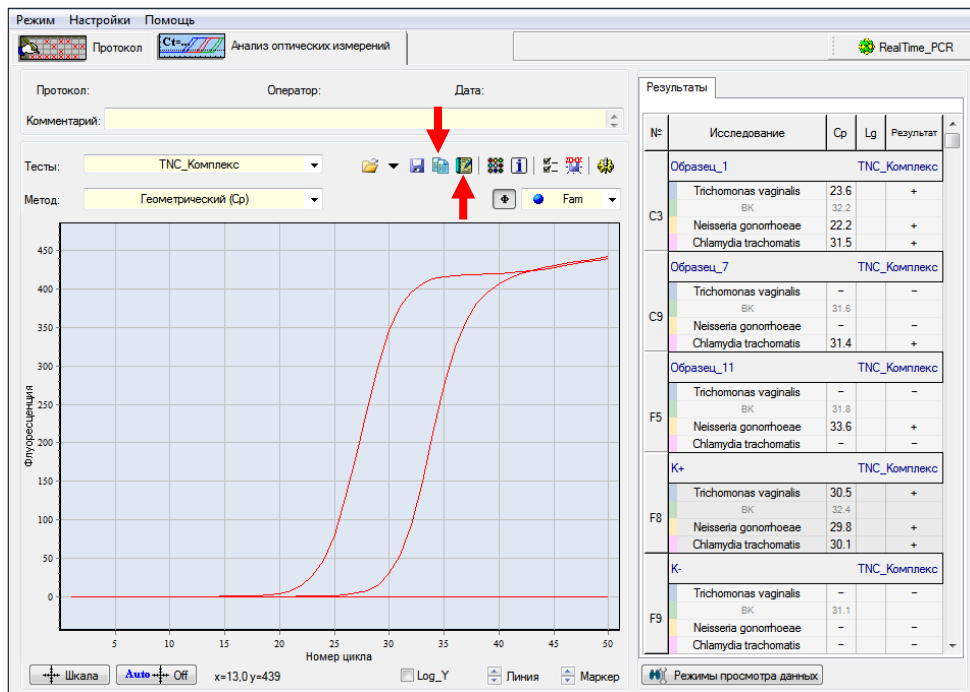 Режим Настройки Помощь
Протокол
Ct=...
Анализ оптических измерений
RealTime_PCR
Протокол: Оператор: Дата:
Комментарий:
Тесты: TNC_Комплекс
Метод: Геометрический (Cp)
Ф Fam
450
400
350
300
250
200
150
100
50
0
Флуоресценция
5 10 15 20 25 30 35 40 45 50
Номер цикла
Шкала Auto Off x=13,0 y=439 Log_Y Линия Маркер
Результаты
№ Исследование Cp Lg Результат
Образец_1 TNC_Комплекс
C3
Trichomonas vaginalis 23.6 +
ВК 32.2
Neisseria gonorrhoeae 22.2 +
Chlamydia trachomatis 31.5 +
Образец_7 TNC_Комплекс
C9
Trichomonas vaginalis – –
ВК 31.6
Neisseria gonorrhoeae – –
Chlamydia trachomatis 31.4 +
Образец_11 TNC_Комплекс
F5
Trichomonas vaginalis – –
ВК 31.8
Neisseria gonorrhoeae 33.6 +
Chlamydia trachomatis – –
K+ TNC_Комплекс
F8
Trichomonas vaginalis 30.5 +
ВК 32.4
Neisseria gonorrhoeae 29.8 +
Chlamydia trachomatis 30.1 +
K- TNC_Комплекс
F9
Trichomonas vaginalis – –
ВК 31.1
Neisseria gonorrhoeae – –
Chlamydia trachomatis – –
Режимы просмотра данных